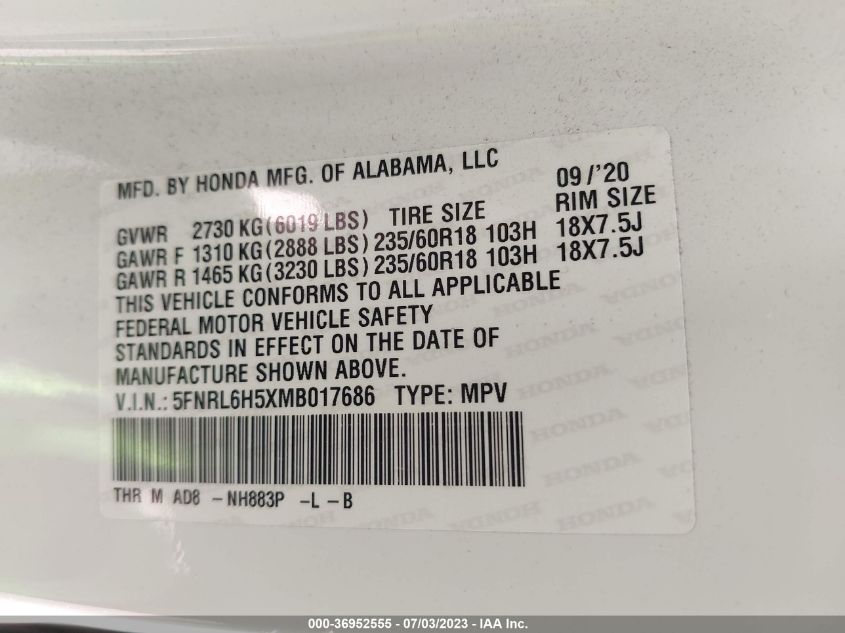 MFD. BY HONDA MFG. OF ALABAMA, LLC 09/'20
GVWR 2730 KG(6019 LBS) TIRE SIZE RIM SIZE
GAWR F 1310 KG(2888 LBS) 235/60R18 103H 18X7.5J
GAWR R 1465 KG(3230 LBS) 235/60R18 103H 18X7.5J
THIS VEHICLE CONFORMS TO ALL APPLICABLE
FEDERAL MOTOR VEHICLE SAFETY
STANDARDS IN EFFECT ON THE DATE OF
MANUFACTURE SHOWN ABOVE.
V.I.N.: 5FNRL6H5XMB017686 TYPE: MPV
THR M AD8 -NH883P -L -B
000-36952555 - 07/03/2023 - IAA Inc.